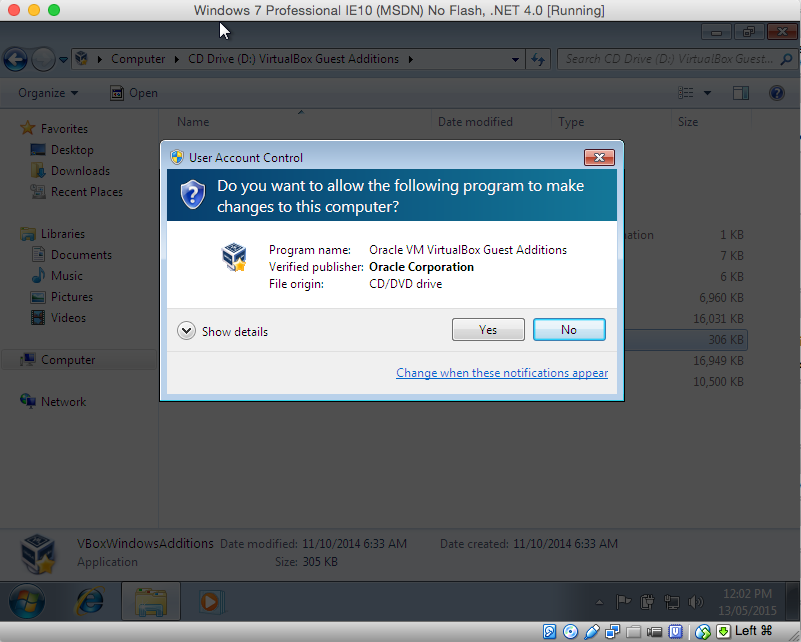 Windows 7 Professional IE10 (MSDN) No Flash, .NET 4.0 [Running]
Computer CD Drive (D:) VirtualBox Guest Additions
Search CD Drive (D:) VirtualBox Guest...
Organize Open
Name Date modified Type Size
Favorites
Desktop
Downloads
Recent Places
Libraries
Documents
Music
Pictures
Videos
Computer
Network
User Account Control
Do you want to allow the following program to make
changes to this computer?
Program name: Oracle VM VirtualBox Guest Additions
Verified publisher: Oracle Corporation
File origin: CD/DVD drive
Show details
Yes
No
Change when these notifications appear
ation 1 KB
7 KB
6 KB
6,960 KB
16,031 KB
306 KB
16,949 KB
10,500 KB
VBoxWindowsAdditions Date modified: 11/10/2014 6:33 AM Date created: 11/10/2014 6:33 AM
Application Size: 305 KB
12:02 PM
13/05/2015
Left ⌘